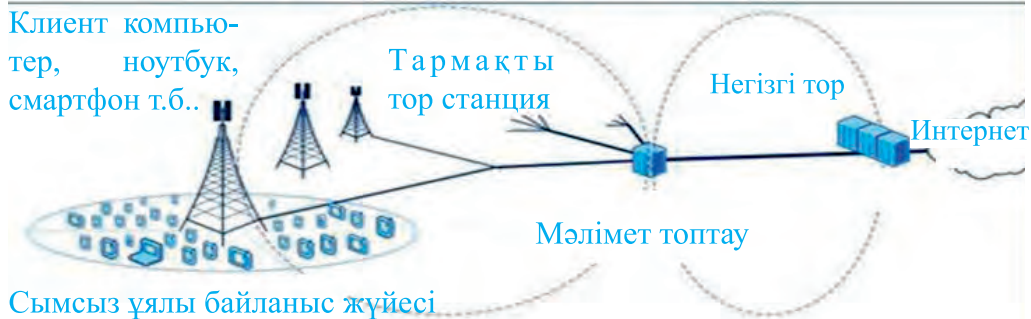 Клиент компью-
тер, ноутбук,
смартфон т.б..
Тармақты
тор станция
Негізгі тор
Интернет
Мәлімет топтау
Сымсыз ұялы байланыс жүйесі